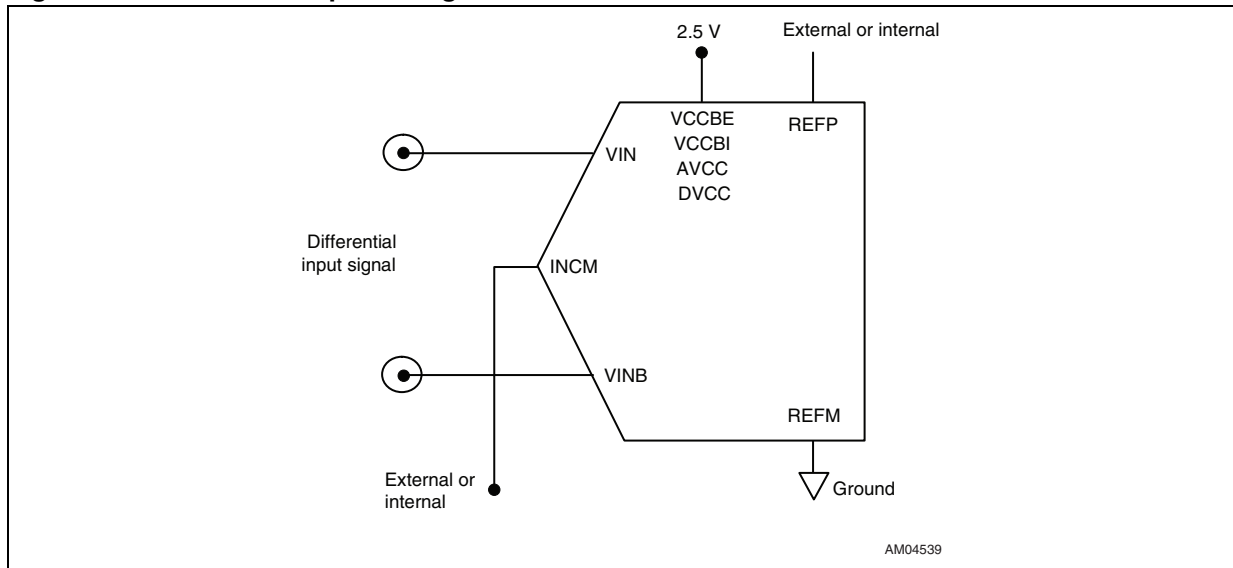 2.5 V
External or internal
VCCBE
VCCBI
AVCC
DVCC
REFP
VIN
Differential
input signal
INCM
VINB
REFM
External or
internal
Ground
AM04539